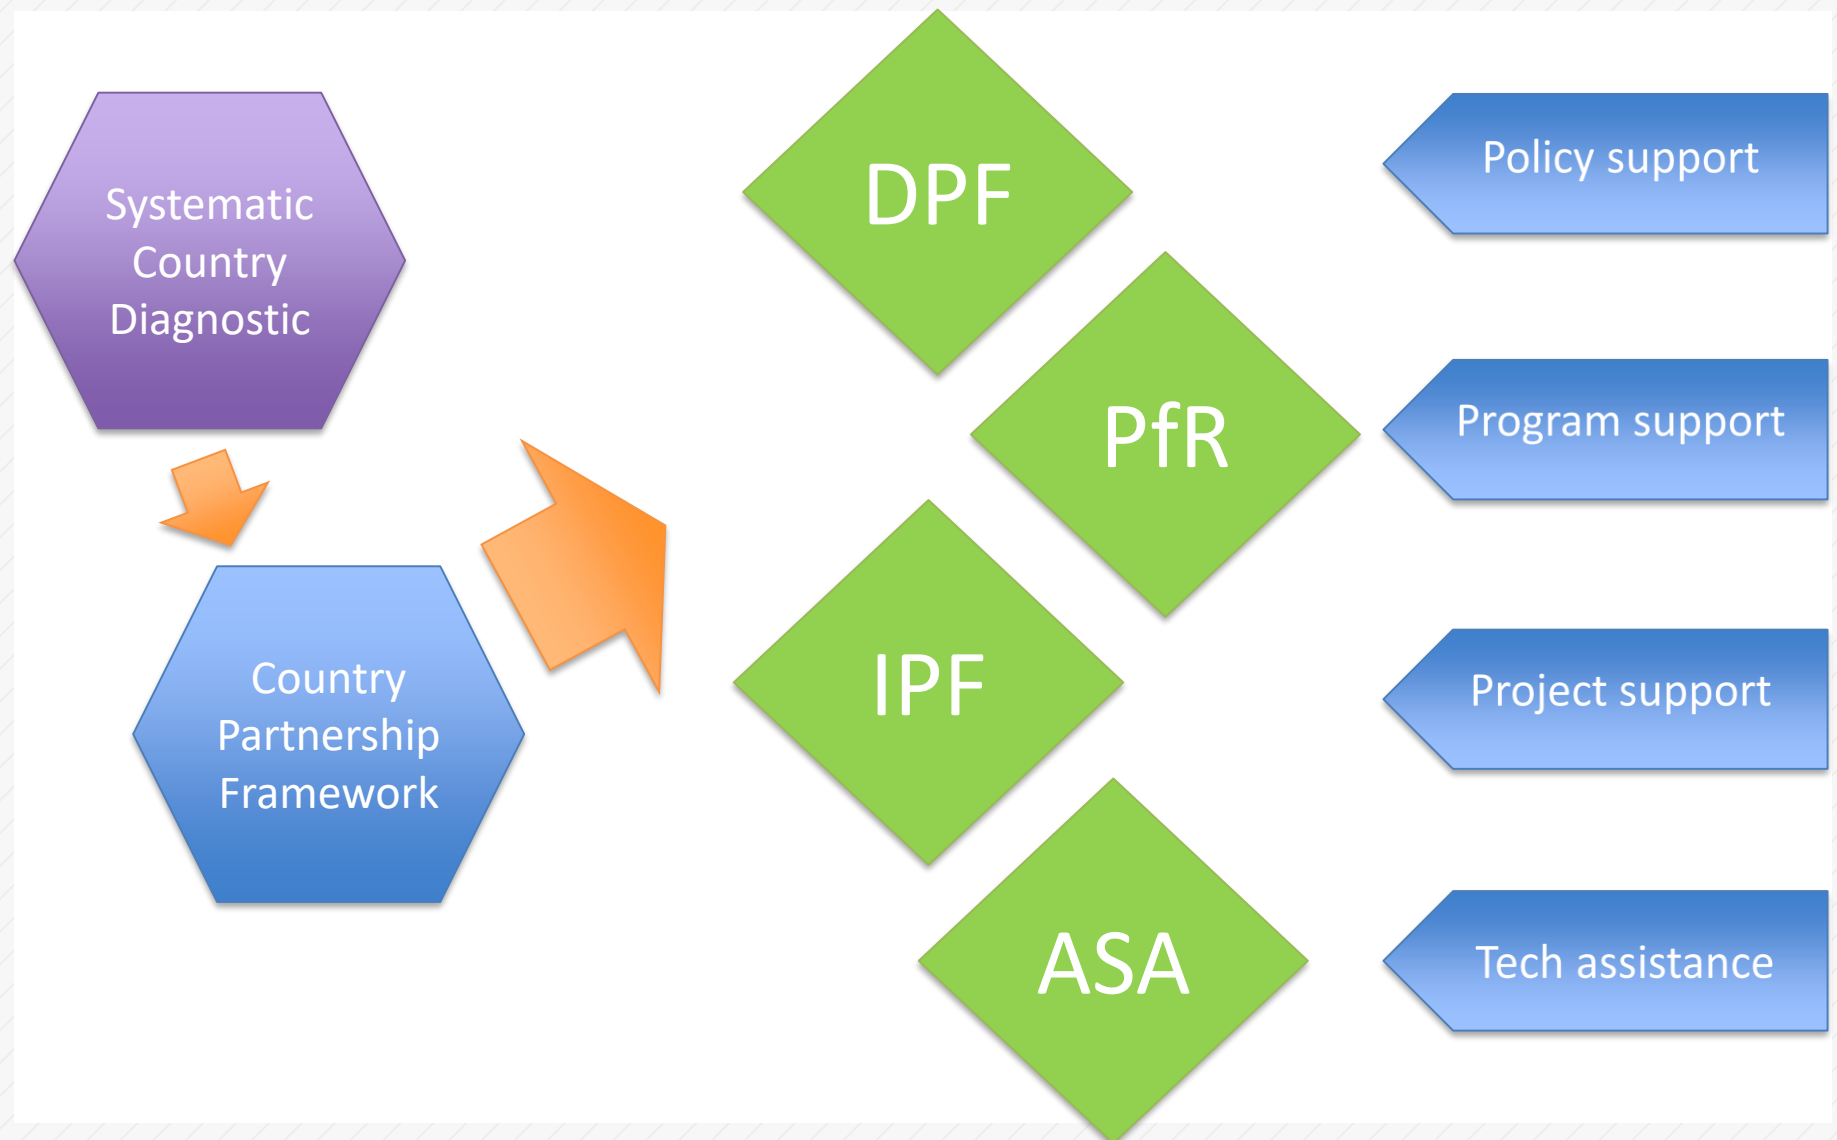 Systematic
Country
Diagnostic
Country
Partnership
Framework
DPF
PfR
IPF
ASA
Policy support
Program support
Project support
Tech assistance